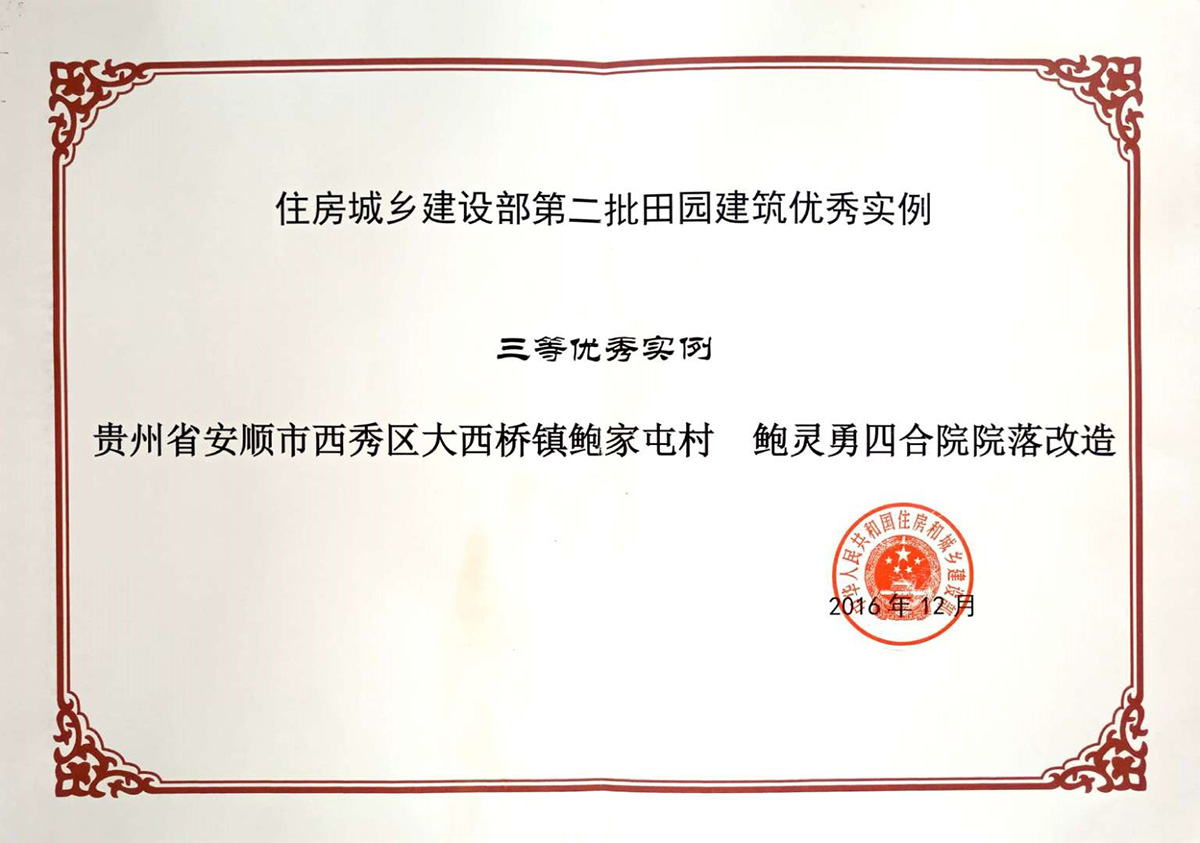 住房城乡建设部第二批田园建筑优秀实例
三等优秀实例
贵州省安顺市西秀区大西桥镇鲍家屯村　鲍灵勇四合院院落改造
中华人民共和国住房和城乡建设部
2016年12月